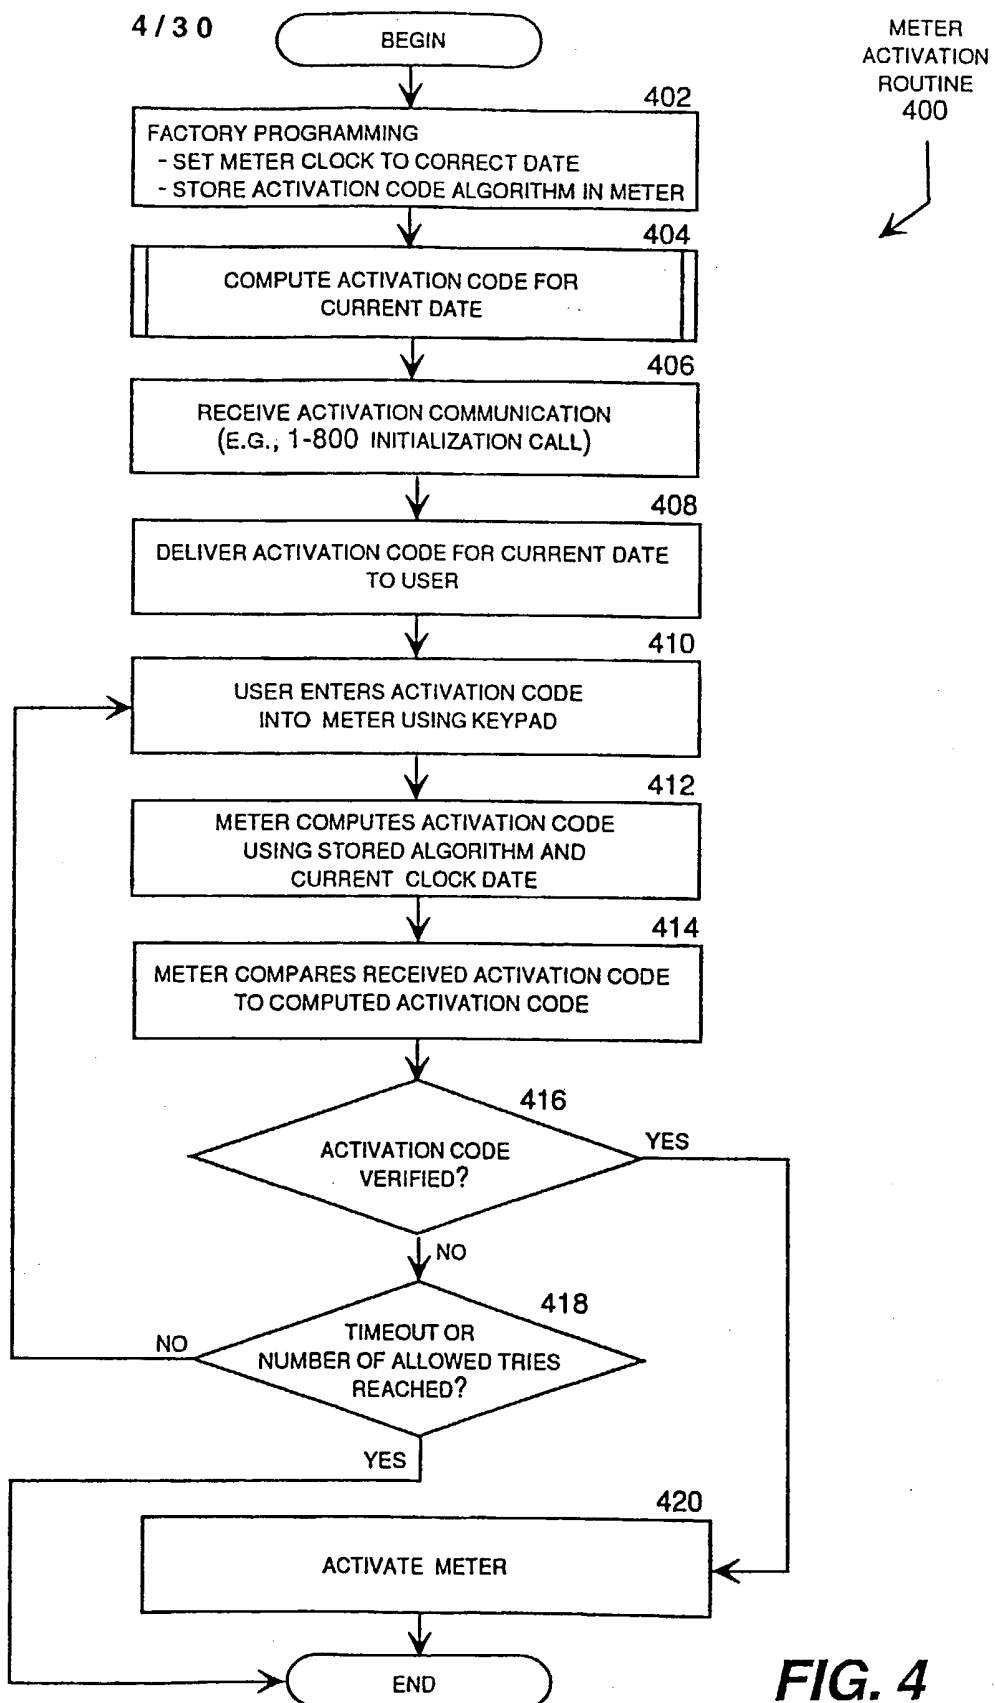 4/30
BEGIN
METER
ACTIVATION
ROUTINE
400
402
FACTORY PROGRAMMING
- SET METER CLOCK TO CORRECT DATE
- STORE ACTIVATION CODE ALGORITHM IN METER
404
COMPUTE ACTIVATION CODE FOR
CURRENT DATE
406
RECEIVE ACTIVATION COMMUNICATION
(E.G., 1-800 INITIALIZATION CALL)
408
DELIVER ACTIVATION CODE FOR CURRENT DATE
TO USER
410
USER ENTERS ACTIVATION CODE
INTO METER USING KEYPAD
412
METER COMPUTES ACTIVATION CODE
USING STORED ALGORITHM AND
CURRENT CLOCK DATE
414
METER COMPARES RECEIVED ACTIVATION CODE
TO COMPUTED ACTIVATION CODE
416
ACTIVATION CODE
VERIFIED?
YES
NO
418
TIMEOUT OR
NUMBER OF ALLOWED TRIES
REACHED?
NO
YES
420
ACTIVATE METER
END
FIG. 4